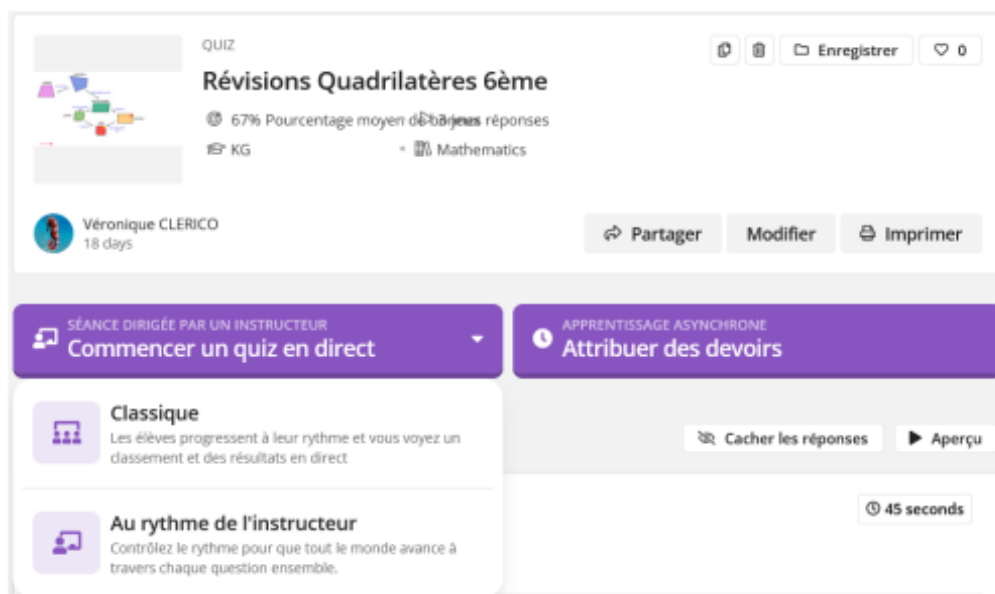 QUIZ
Enregistrer
0
Révisions Quadrilatères 6ème
67% Pourcentage moyen de réponses
KG
• Mathematics
Véronique CLERICO
18 days
Partager
Modifier
Imprimer
SÉANCE DIRIGÉE PAR UN INSTRUCTEUR
Commencer un quiz en direct
APPRENTISSAGE ASYNCHRONE
Attribuer des devoirs
Classique
Les élèves progressent à leur rythme et vous voyez un
classement et des résultats en direct
Cacher les réponses
Aperçu
Au rythme de l'instructeur
Contrôlez le rythme pour que tout le monde avance à
travers chaque question ensemble.
45 seconds